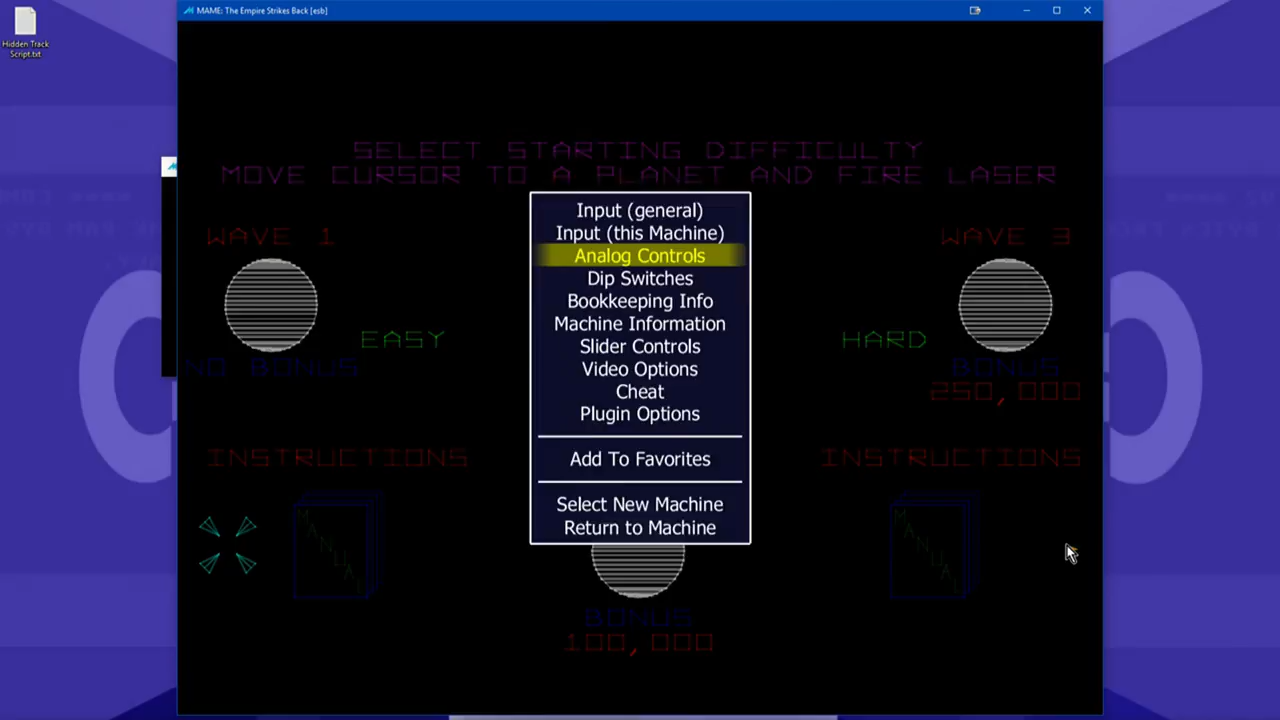 MAME: The Empire Strikes Back [esb]
Hidden Track
Script.txt
SELECT STARTING DIFFICULTY
MOVE CURSOR TO A PLANET AND FIRE LASER
WAVE 1
WAVE 3
EASY
HARD
NO BONUS
BONUS
250,000
INSTRUCTIONS
INSTRUCTIONS
MANUAL
MANUAL
BONUS
100,000
Input (general)
Input (this Machine)
Analog Controls
Dip Switches
Bookkeeping Info
Machine Information
Slider Controls
Video Options
Cheat
Plugin Options
Add To Favorites
Select New Machine
Return to Machine